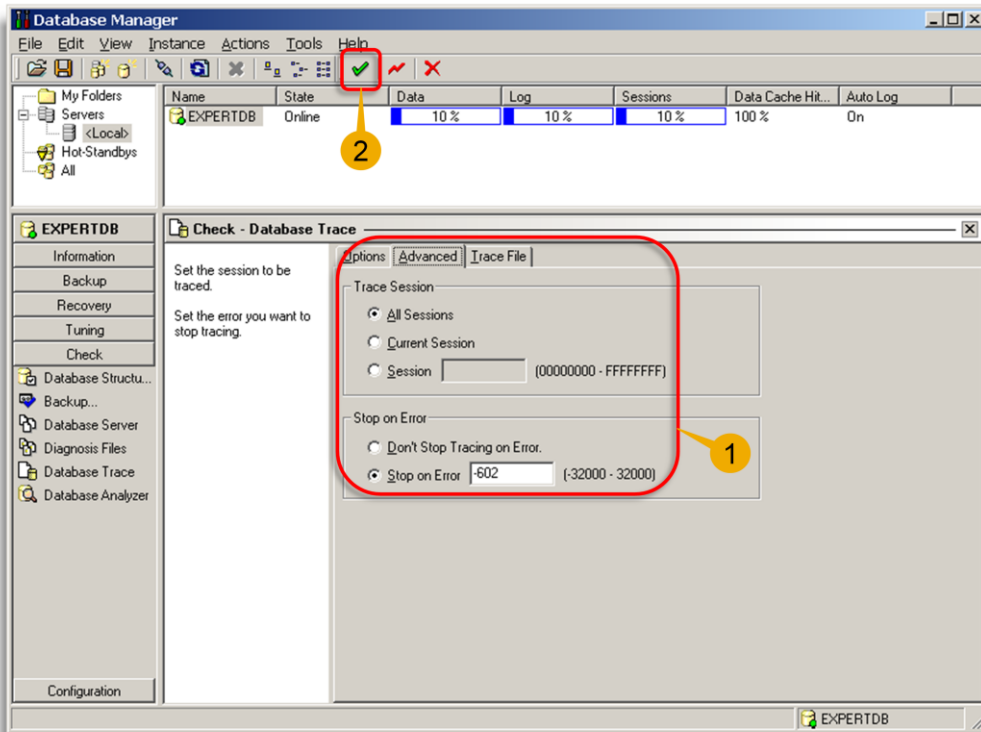 Database Manager
File Edit View Instance Actions Tools Help
2
My Folders
Servers
<Local>
Hot-Standbys
All
Name State Data Log Sessions Data Cache Hit... Auto Log
EXPERTDB Online 10 % 10 % 10 % 100 % On
EXPERTDB
Information
Backup
Recovery
Tuning
Check
Database Structu...
Backup...
Database Server
Diagnosis Files
Database Trace
Database Analyzer
Configuration
Check - Database Trace
Set the session to be
traced.
Set the error you want to
stop tracing.
Options Advanced Trace File
Trace Session
All Sessions
Current Session
Session (00000000 - FFFFFFFF)
Stop on Error
Don't Stop Tracing on Error.
Stop on Error -602 (-32000 - 32000)
1
EXPERTDB